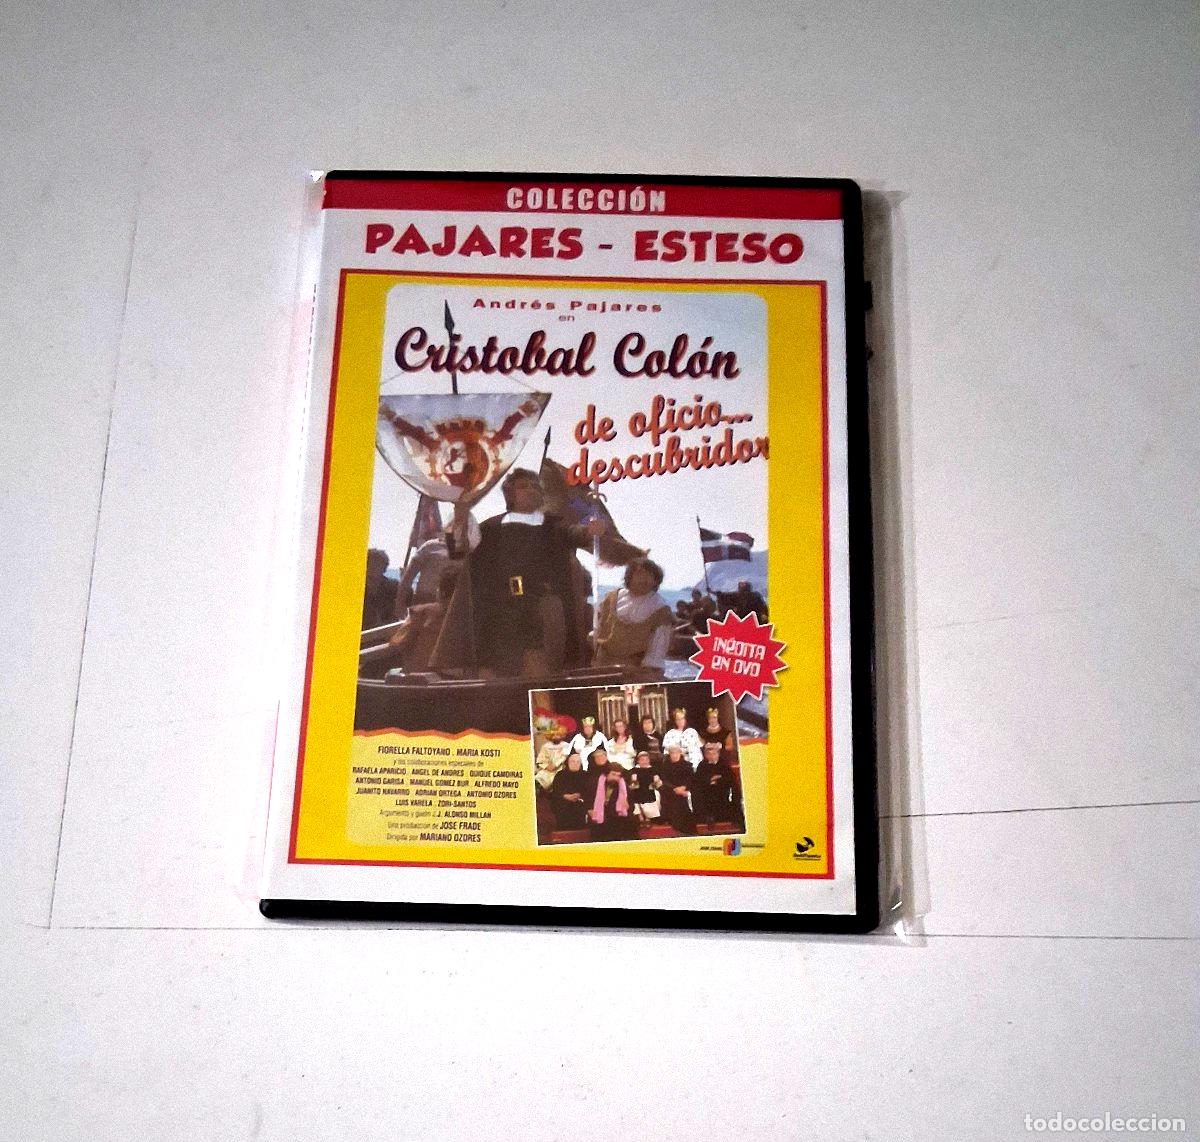 COLECCIÓN
PAJARES - ESTESO
Andrés Pajares
en
Cristobal Colón
de oficio...
descubridor
INÉDITA
EN DVD
FIORELLA FALTOYANO . MARIA KOSTI
y las colaboraciones especiales de
RAFAELA APARICIO . ANGEL DE ANDRES . QUIQUE CAMOIRAS
ANTONIO GARISA . MANUEL GOMEZ BUR . ALFREDO MAYO
JUANITO NAVARRO . ADRIAN ORTEGA . ANTONIO OZORES
LUIS VARELA . ZORI-SANTOS
Argumento y guión J.J. ALONSO MILLAN
Una producción de JOSE FRADE
Dirigida por MARIANO OZORES
todocoleccion